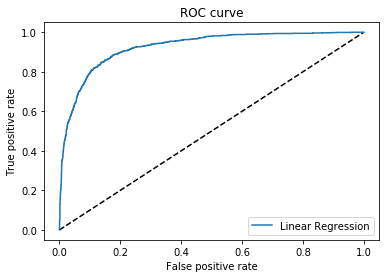 ROC curve
1.0
0.8
0.6
0.4
0.2
0.0
True positive rate
Linear Regression
0.0 0.2 0.4 0.6 0.8 1.0
False positive rate